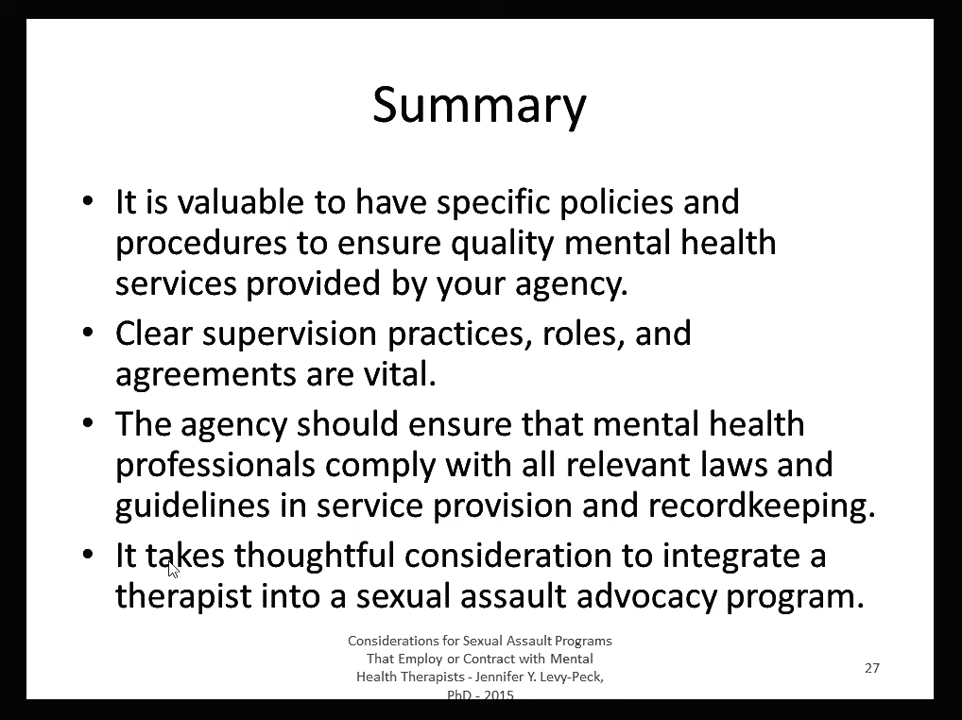 Summary
• It is valuable to have specific policies and
procedures to ensure quality mental health
services provided by your agency.
• Clear supervision practices, roles, and
agreements are vital.
• The agency should ensure that mental health
professionals comply with all relevant laws and
guidelines in service provision and recordkeeping.
• It takes thoughtful consideration to integrate a
therapist into a sexual assault advocacy program.
Considerations for Sexual Assault Programs
That Employ or Contract with Mental
Health Therapists - Jennifer Y. Levy-Peck,
PhD - 2015
27